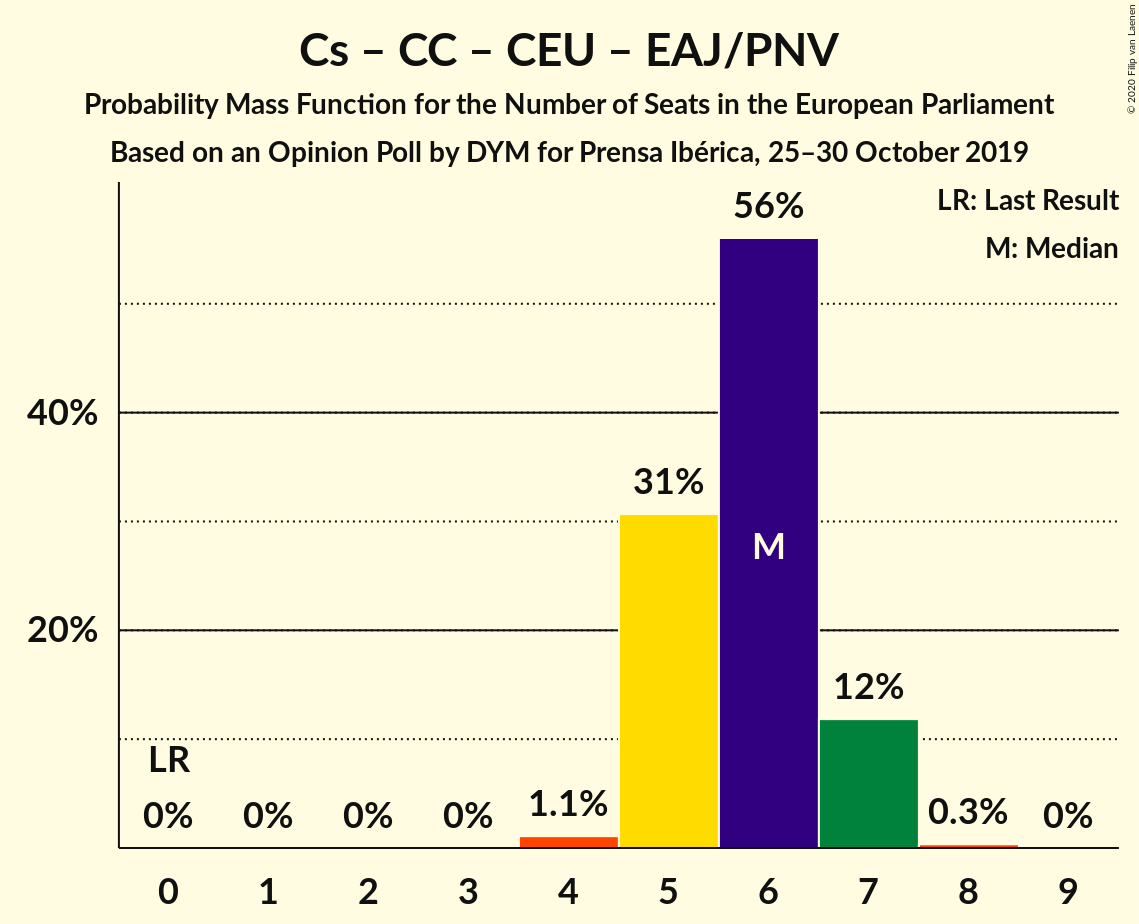 Cs – CC – CEU – EAJ/PNV
Probability Mass Function for the Number of Seats in the European Parliament
Based on an Opinion Poll by DYM for Prensa Ibérica, 25–30 October 2019
© 2020 Filip van Laenen
LR: Last Result
M: Median
56%
40%
31%
M
20%
12%
LR
0% 0% 0% 0% 1.1% 0.3% 0%
0 1 2 3 4 5 6 7 8 9